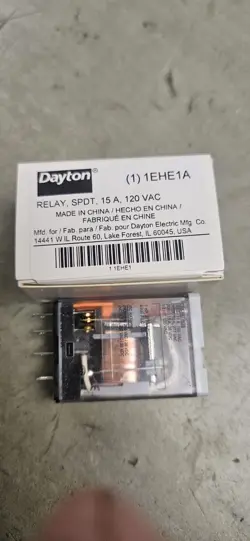 Dayton
(1) 1EHE1A
RELAY, SPDT, 15 A, 120 VAC
MADE IN CHINA / HECHO EN CHINA /
FABRIQUÉ EN CHINE
Mfd. for / Fab. para / Fab. pour Dayton Electric Mfg. Co.
14441 W IL Route 60, Lake Forest, IL 60045, USA
1 1EHE1